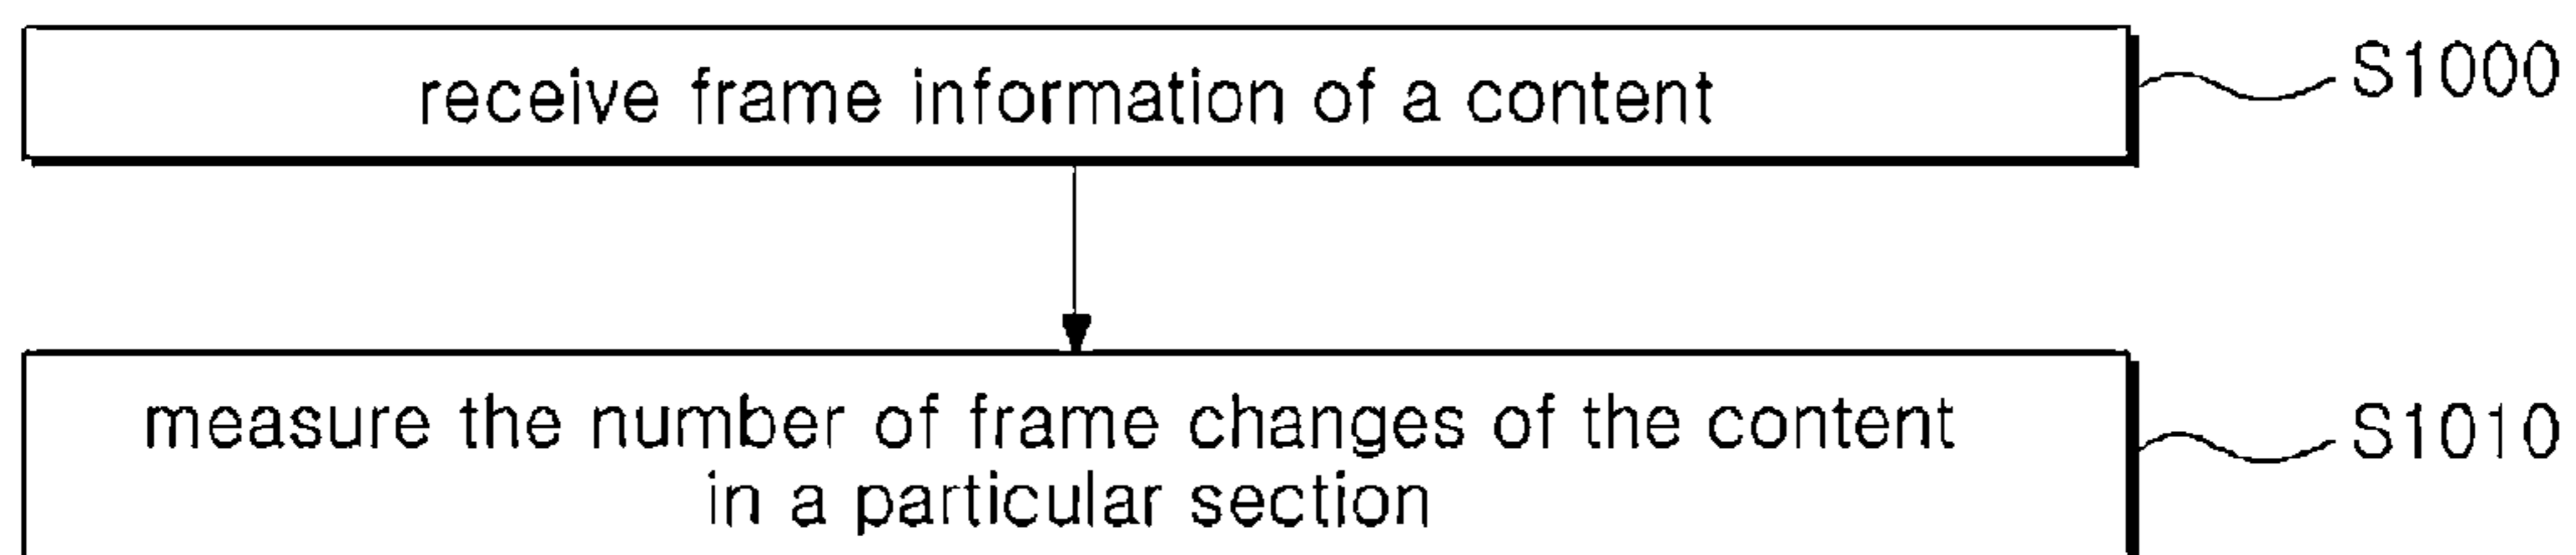 receive frame information of a content
S1000
measure the number of frame changes of the content
in a particular section
S1010